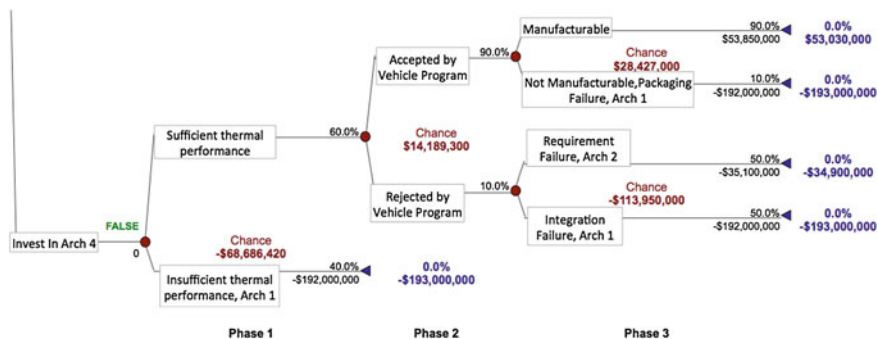 Manufacturable
90.0%
$53,850,000
0.0%
$53,030,000
Accepted by
Vehicle Program
90.0%
Chance
$28,427,000
Not Manufacturable,Packaging
Failure, Arch 1
10.0%
-$192,000,000
0.0%
-$193,000,000
Sufficient thermal
performance
60.0%
Chance
$14,189,300
Requirement
Failure, Arch 2
50.0%
-$35,100,000
0.0%
-$34,900,000
Rejected by
Vehicle Program
10.0%
Chance
-$113,950,000
Integration
Failure, Arch 1
50.0%
-$192,000,000
0.0%
-$193,000,000
Invest In Arch 4
FALSE
0
Chance
-$68,686,420
Insufficient thermal
performance, Arch 1
40.0%
-$192,000,000
0.0%
-$193,000,000
Phase 1
Phase 2
Phase 3